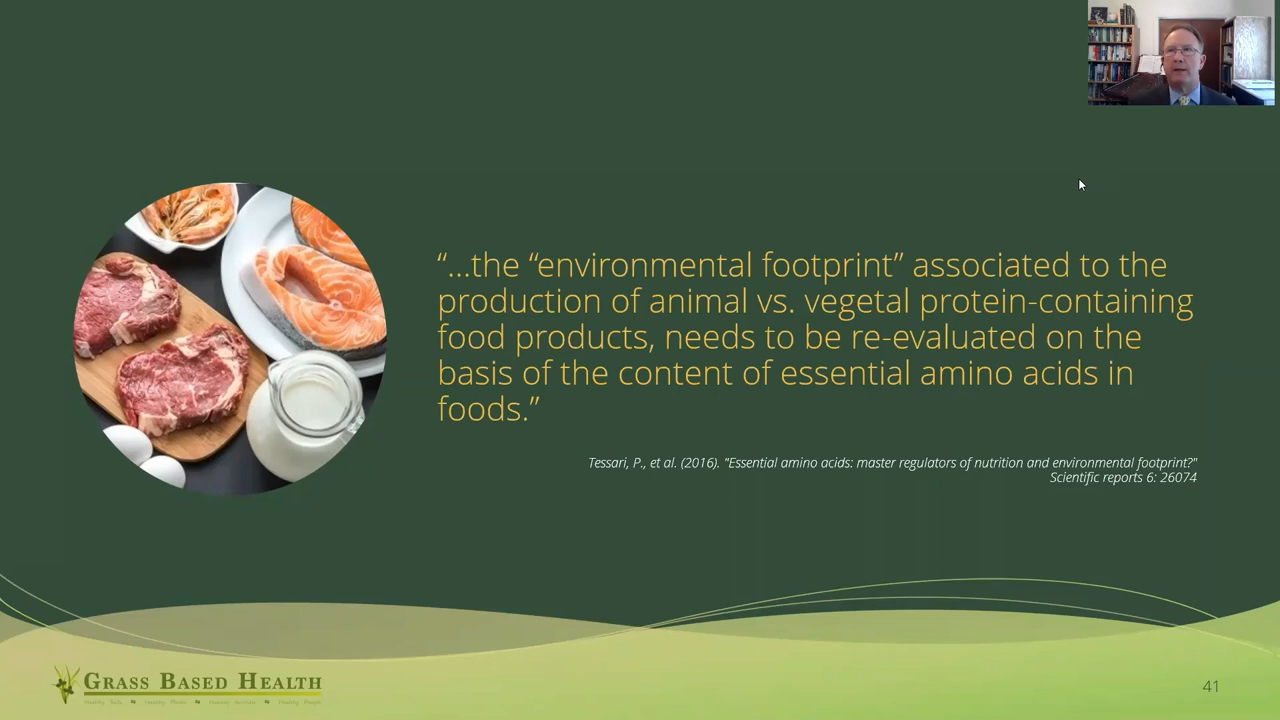 “...the “environmental footprint” associated to the
production of animal vs. vegetal protein-containing
food products, needs to be re-evaluated on the
basis of the content of essential amino acids in
foods.”
Tessari, P., et al. (2016). "Essential amino acids: master regulators of nutrition and environmental footprint?"
Scientific reports 6: 26074
GRASS BASED HEALTH
41